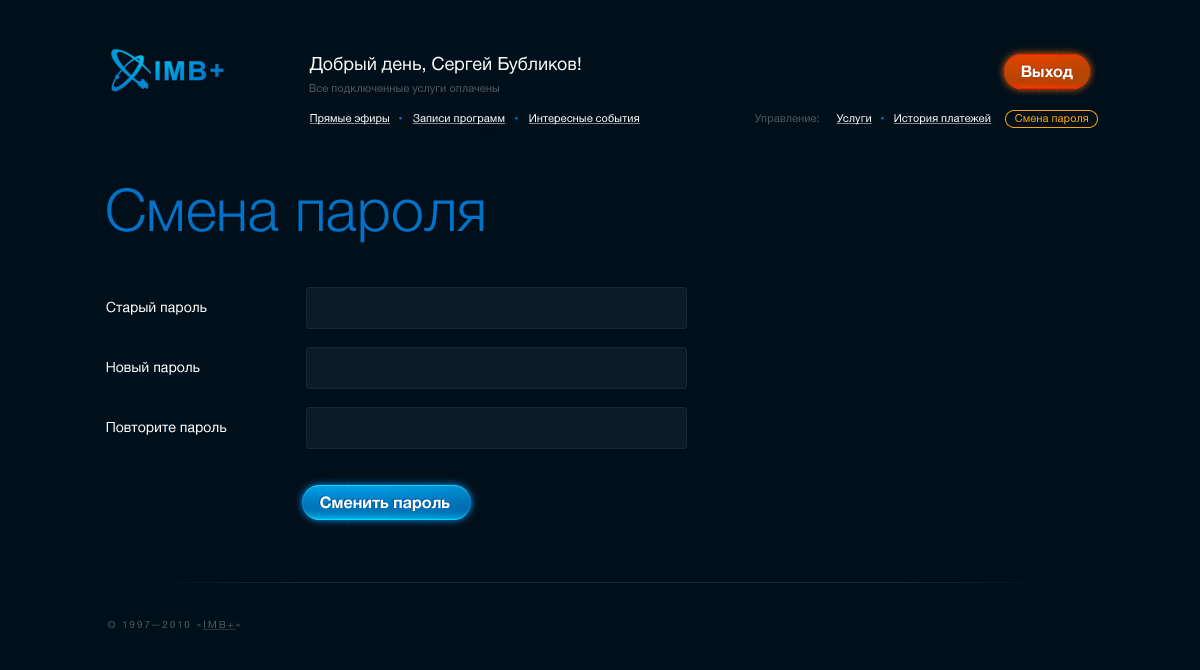 IMB+
Добрый день, Сергей Бубликов!
Выход
Все подключенные услуги оплачены
Прямые эфиры • Записи программ • Интересные события
Управление: Услуги • История платежей Смена пароля
Смена пароля
Старый пароль
Новый пароль
Повторите пароль
Сменить пароль
© 1997—2010 «IMB+»